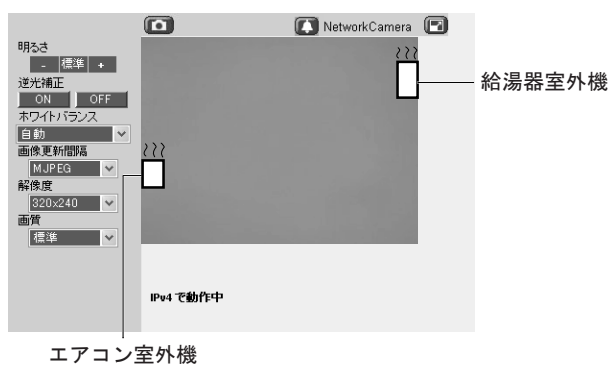 NetworkCamera
明るさ
- 標準 +
逆光補正
ON OFF
ホワイトバランス
自動
画像更新間隔
MJPEG
解像度
320×240
画質
標準
IPv4 で動作中
給湯器室外機
エアコン室外機